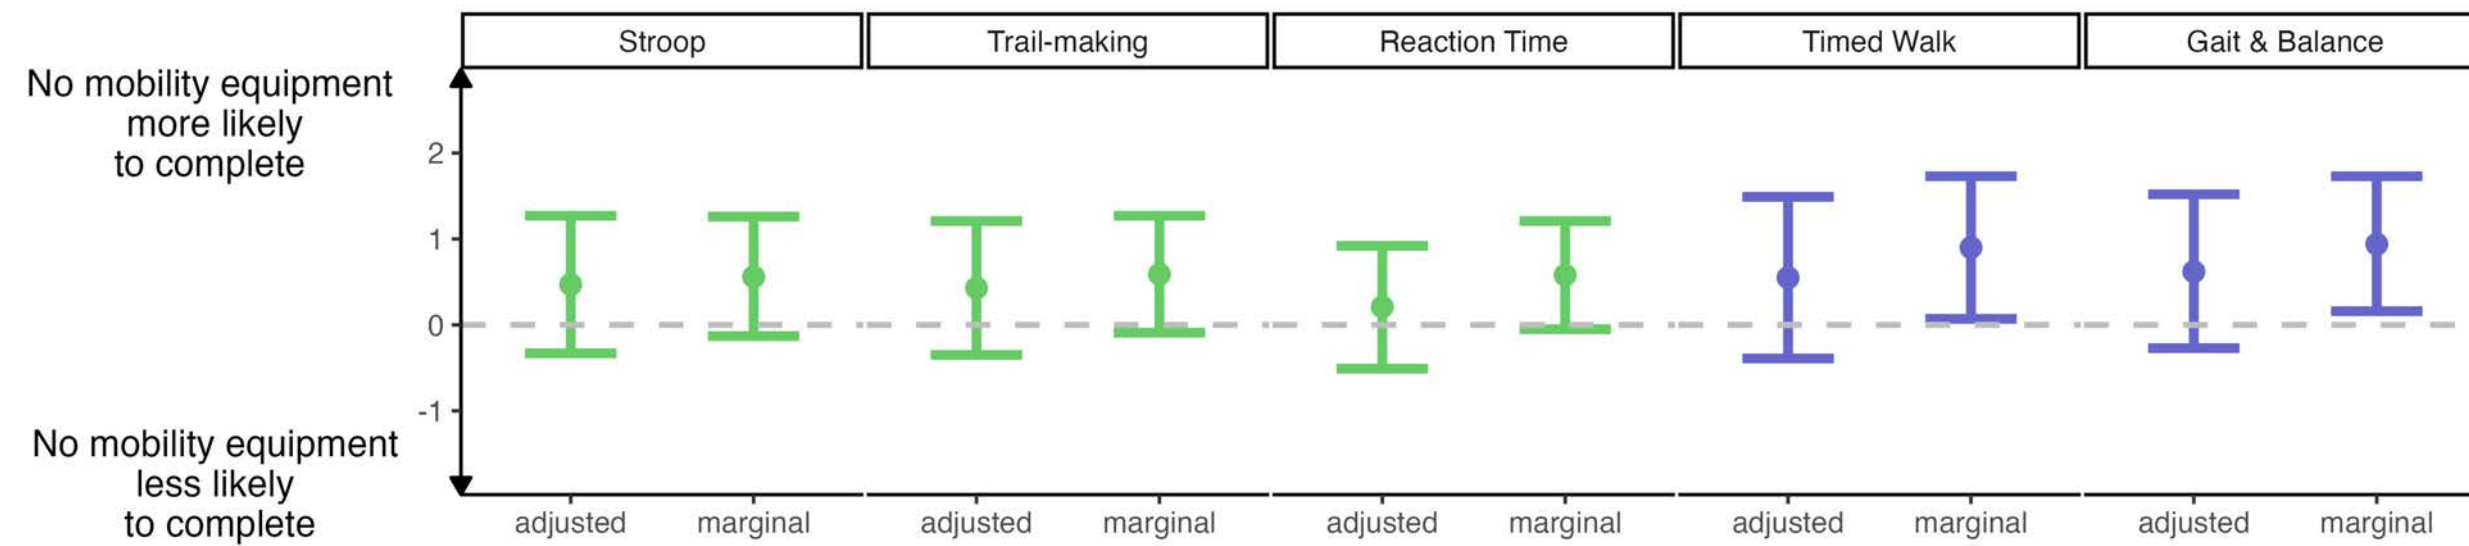 Stroop
Trail-making
Reaction Time
Timed Walk
Gait & Balance
No mobility equipment
more likely
to complete
2
1
0
-1
No mobility equipment
less likely
to complete
adjusted
marginal
adjusted
marginal
adjusted
marginal
adjusted
marginal
adjusted
marginal